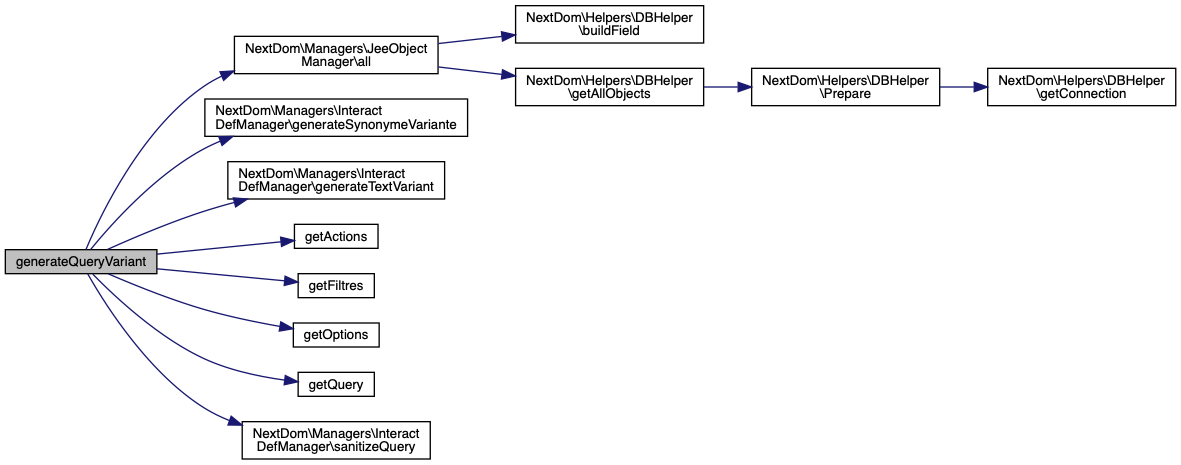 generateQueryVariant
NextDom\Managers\JeeObject
Manager\all
NextDom\Helpers\DBHelper
\buildField
NextDom\Helpers\DBHelper
\getAllObjects
NextDom\Helpers\DBHelper
\Prepare
NextDom\Helpers\DBHelper
\getConnection
NextDom\Managers\Interact
DefManager\generateSynonymeVariante
NextDom\Managers\Interact
DefManager\generateTextVariant
getActions
getFiltres
getOptions
getQuery
NextDom\Managers\Interact
DefManager\sanitizeQuery